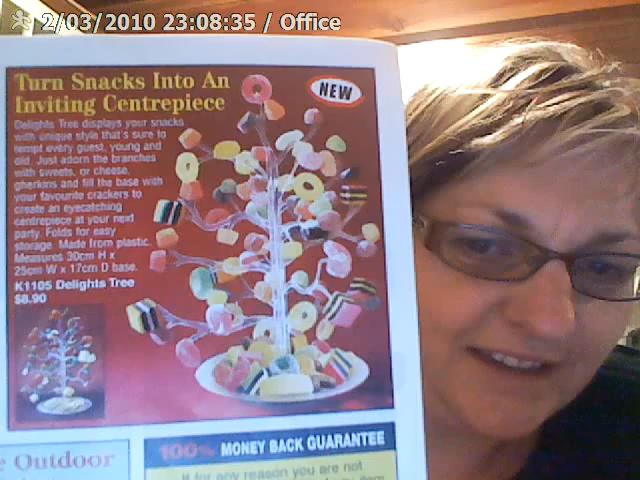 2/03/2010 23:08:35 / Office
Turn Snacks Into An
Inviting Centrepiece
NEW
Delights Tree displays your snacks
with unique style that's sure to
tempt every guest, young and
old. Just adorn the branches
with sweets, or cheese,
gherkins and fill the base with
your favourite crackers to
create an eyecatching
centrepiece at your next
party. Folds for easy
storage. Made from plastic.
Measures 30cm H x
25cm W x 17cm D base.
K1105 Delights Tree
$8.90
e Outdoor
100% MONEY BACK GUARANTEE
If for any reason you are not